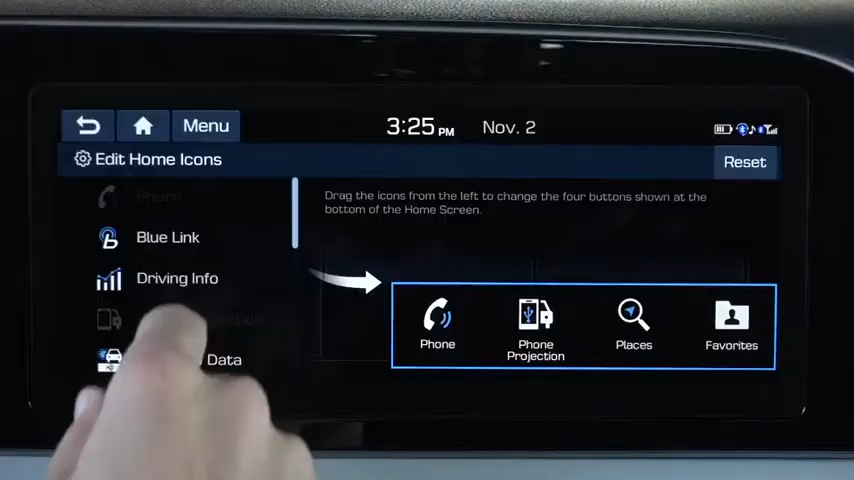 Menu
3:25 PM
Nov. 2
Edit Home Icons
Reset
Phone
Drag the icons from the left to change the four buttons shown at the
bottom of the Home Screen.
Blue Link
Driving Info
Data
Phone
Phone
Projection
Places
Favorites